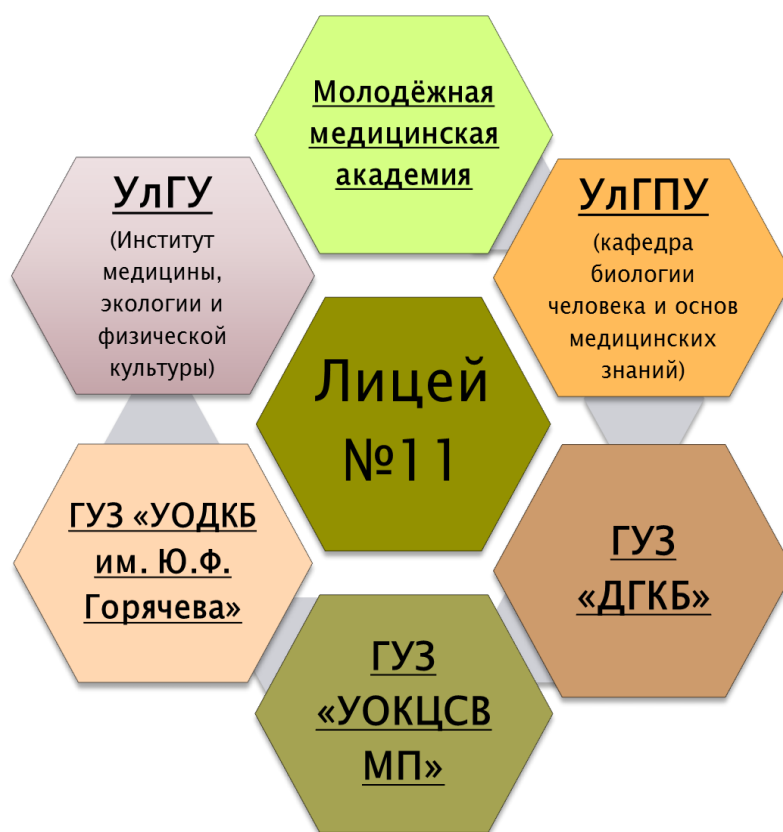 Молодёжная
медицинская
академия
УлГУ
(Институт
медицины,
экологии и
физической
культуры)
УлГПУ
(кафедра
биологии
человека и основ
медицинских
знаний)
Лицей
№11
ГУЗ «УОДКБ
им. Ю.Ф.
Горячева»
ГУЗ
«ДГКБ»
ГУЗ
«УОКЦСВ
МП»